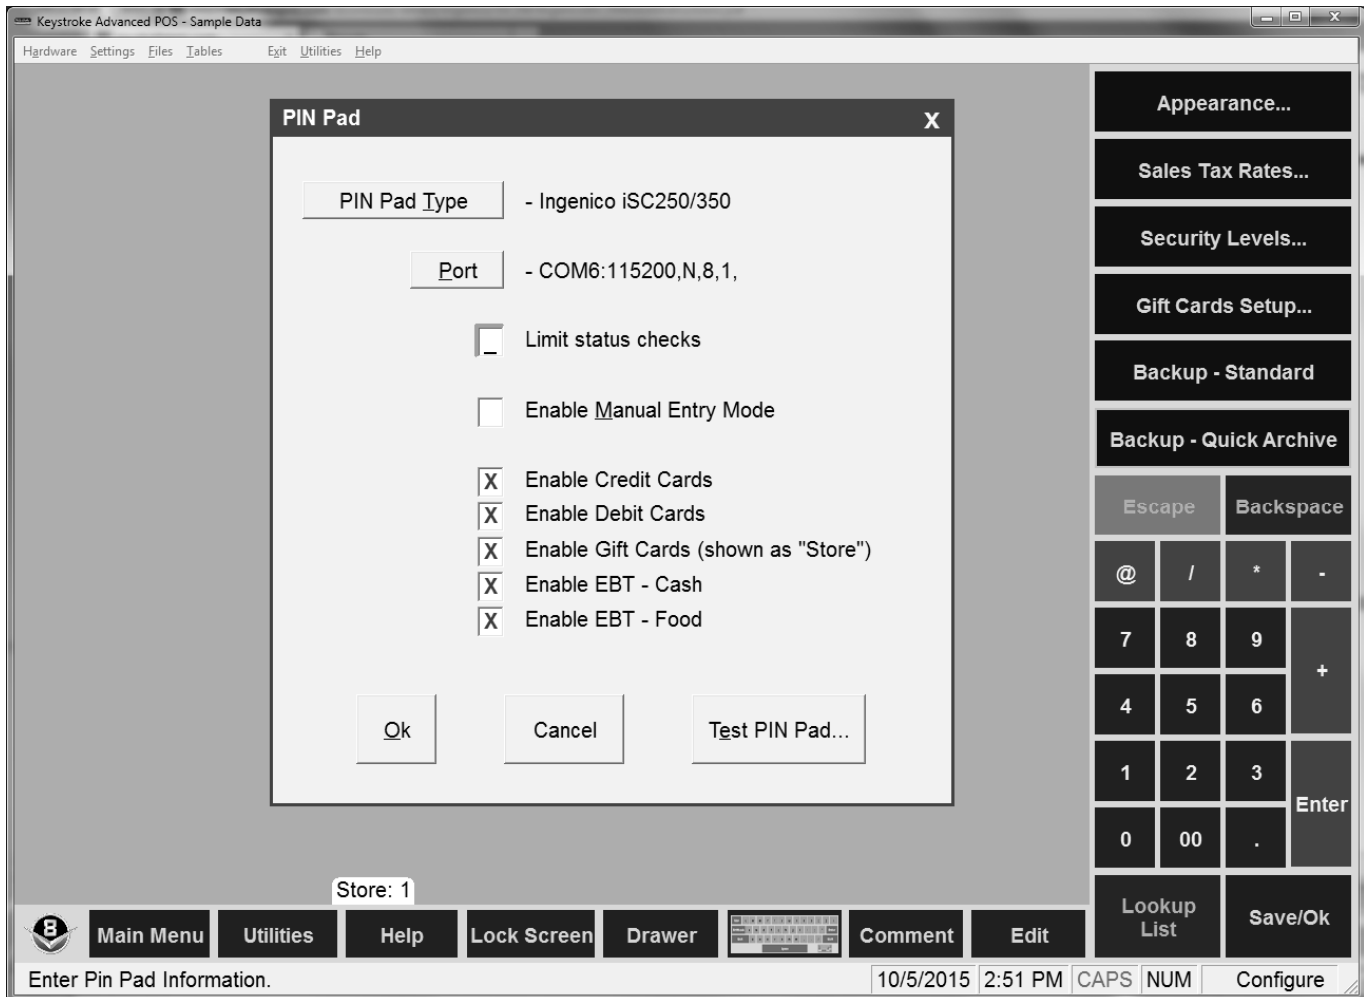 Keystroke Advanced POS - Sample Data
Hardware Settings Files Tables Exit Utilities Help
PIN Pad X
PIN Pad Type - Ingenico iSC250/350
Port - COM6:115200,N,8,1,
_ Limit status checks
Enable Manual Entry Mode
X Enable Credit Cards
X Enable Debit Cards
X Enable Gift Cards (shown as "Store")
X Enable EBT - Cash
X Enable EBT - Food
Ok Cancel Test PIN Pad...
Appearance...
Sales Tax Rates...
Security Levels...
Gift Cards Setup...
Backup - Standard
Backup - Quick Archive
Escape Backspace
@ / * -
7 8 9 +
4 5 6
1 2 3 Enter
0 00 .
Lookup List Save/Ok
Store: 1
8 Main Menu Utilities Help Lock Screen Drawer Comment Edit
Enter Pin Pad Information. 10/5/2015 2:51 PM CAPS NUM Configure